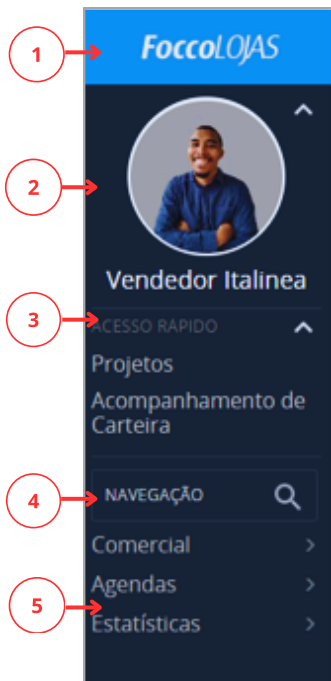 1
FoccoLOJAS
2
Vendedor Italinea
3
ACESSO RAPIDO
Projetos
Acompanhamento de
Carteira
4
NAVEGAÇÃO
Comercial
Agendas
5
Estatísticas